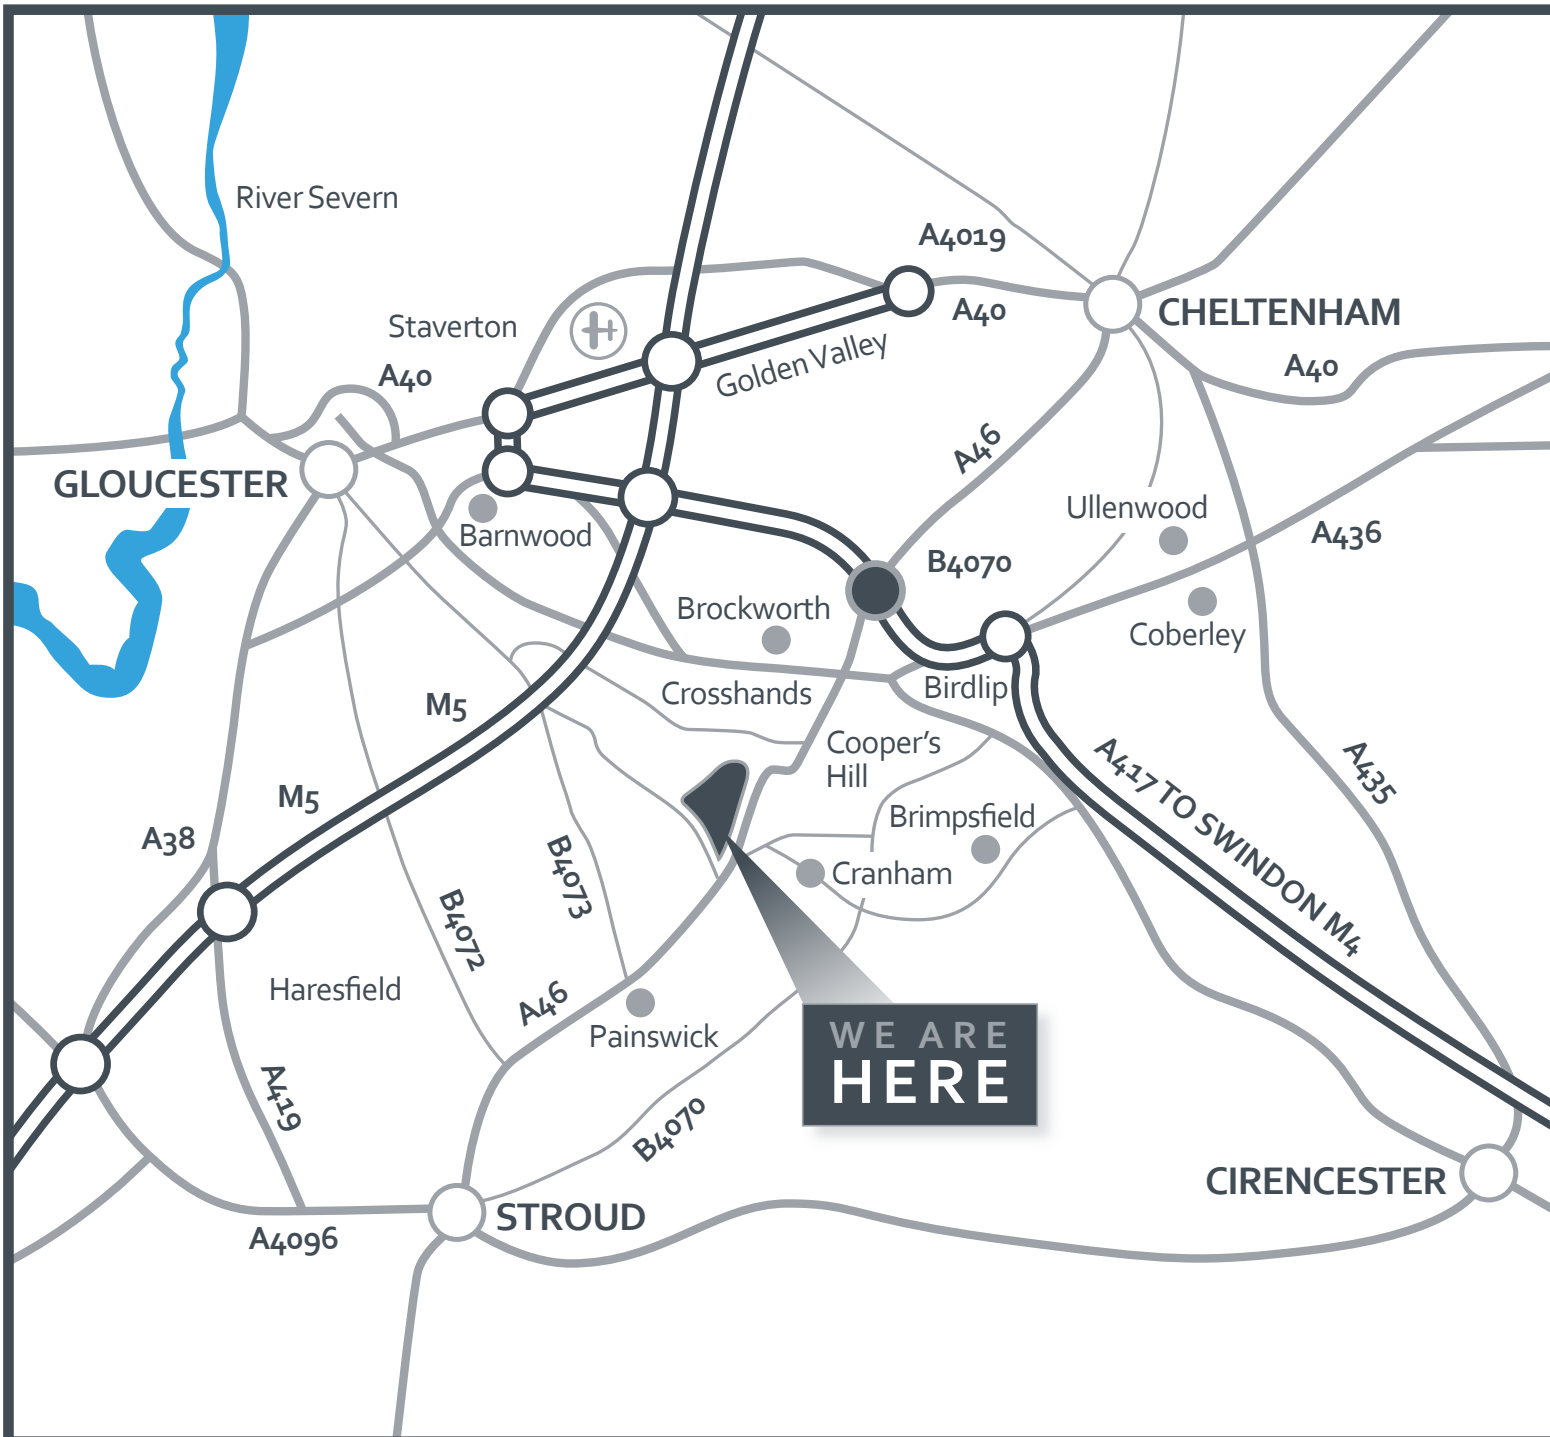 River Severn
A4019
A40
CHELTENHAM
Staverton
A40
Golden Valley
A40
A46
GLOUCESTER
Ullenwood
Barnwood
A436
B4070
Brockworth
Coberley
Crosshands
Birdlip
M5
Cooper's
Hill
A417 TO SWINDON M4
A435
M5
A38
Brimpsfield
B4073
Cranham
B4072
Haresfield
A46
Painswick
WE ARE
HERE
A419
B4070
CIRENCESTER
STROUD
A4096